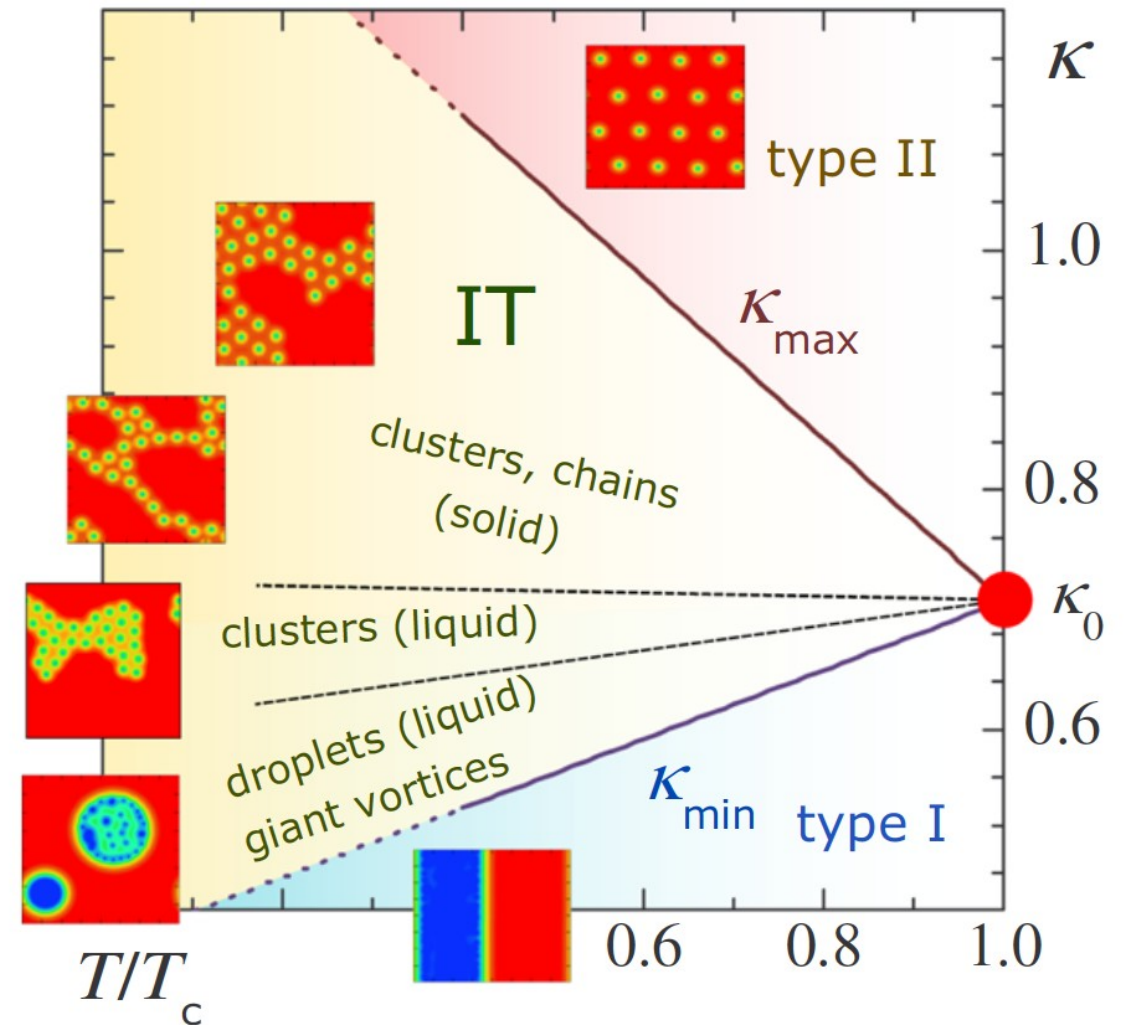 κ
type II
1.0
IT
κmax
clusters, chains
(solid)
0.8
κ0
clusters (liquid)
droplets (liquid)
giant vortices
0.6
κmin
type I
0.6 0.8 1.0
T/Tc